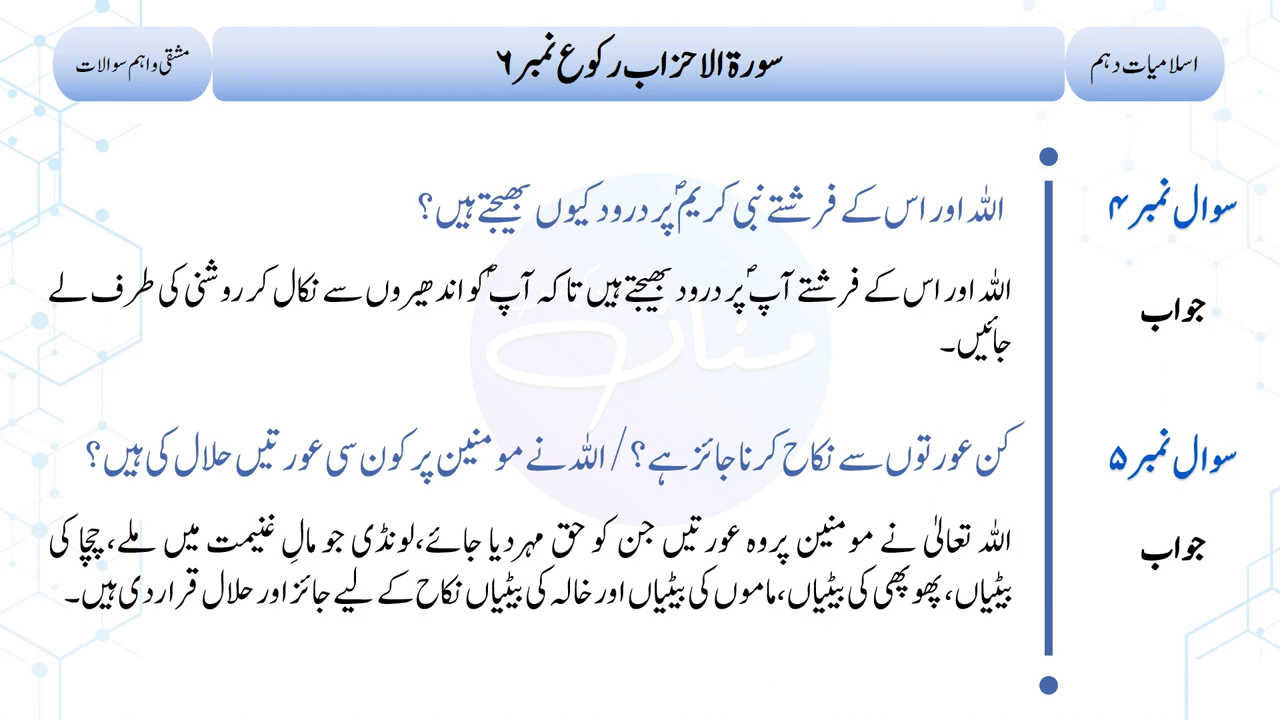 اسلامیات دہم
سورۃ الاحزاب رکوع نمبر ۶
مشقی و اہم سوالات
سوال نمبر ۴
اللہ اور اس کے فرشتے نبی کریمؐ پر درود کیوں بھیجتے ہیں؟
جواب
اللہ اور اس کے فرشتے آپؐ پر درود بھیجتے ہیں تاکہ آپؐ کو اندھیروں سے نکال کر روشنی کی طرف لے
جائیں۔
سوال نمبر ۵
کن عورتوں سے نکاح کرنا جائز ہے؟ / اللہ نے مومنین پر کون سی عورتیں حلال کی ہیں؟
جواب
اللہ تعالیٰ نے مومنین پر وہ عورتیں جن کو حق مہر دیا جائے، لونڈی جو مالِ غنیمت میں ملے، چچا کی
بیٹیاں، پھوپھی کی بیٹیاں، ماموں کی بیٹیاں اور خالہ کی بیٹیاں نکاح کے لیے جائز اور حلال قرار دی ہیں۔